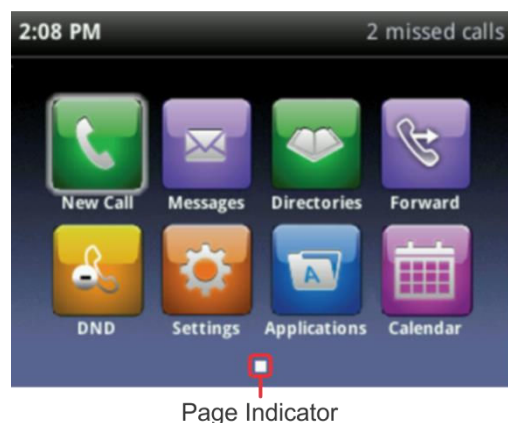 2:08 PM 2 missed calls
New Call Messages Directories Forward
A
DND Settings Applications Calendar
Page Indicator